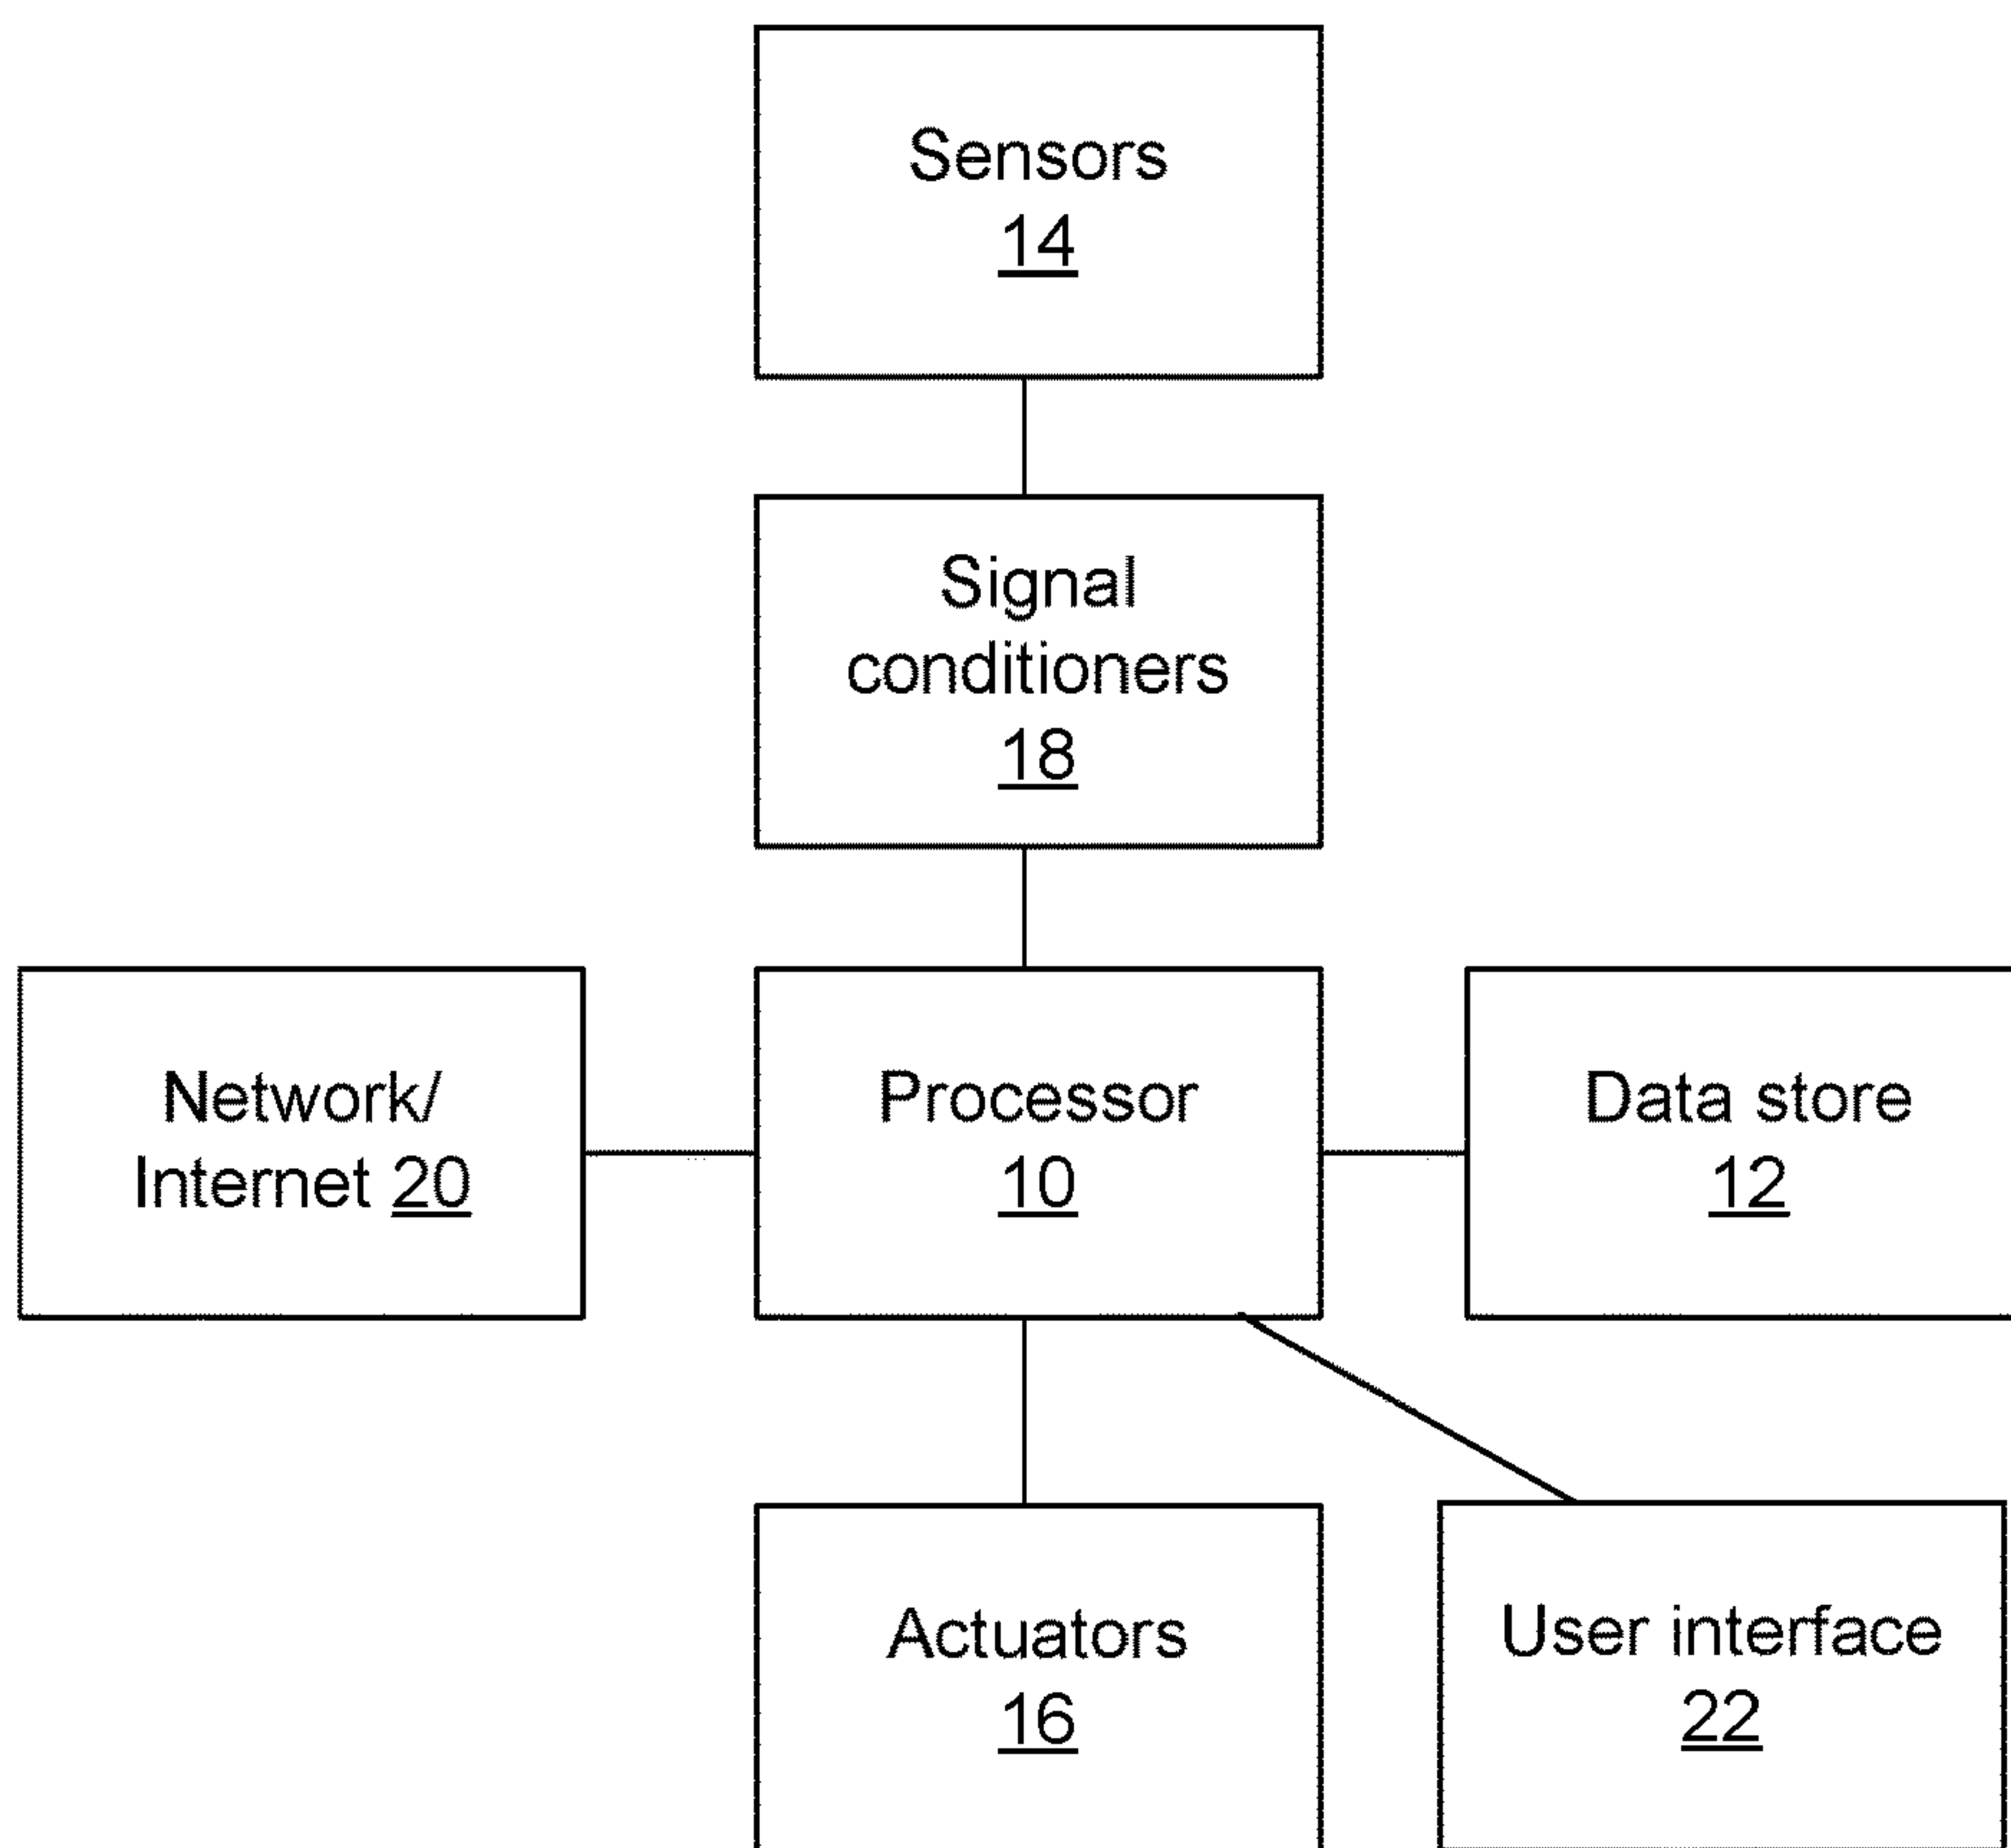 Sensors
14
Signal
conditioners
18
Network/
Internet 20
Processor
10
Data store
12
Actuators
16
User interface
22